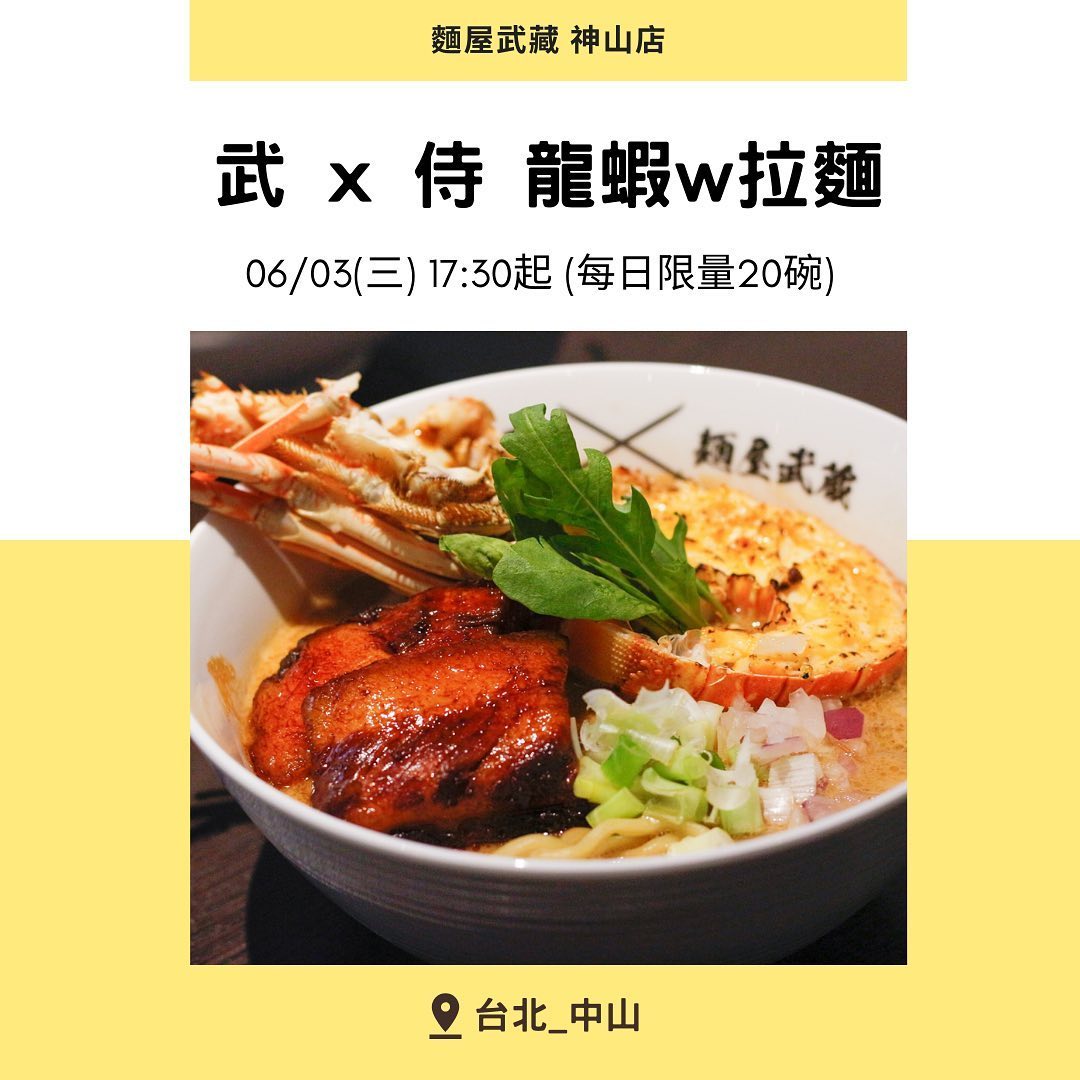 麵屋武藏 神山店
武 x 侍 龍蝦w拉麵
06/03(三) 17:30起 (每日限量20碗)
麵屋武蔵
台北_中山